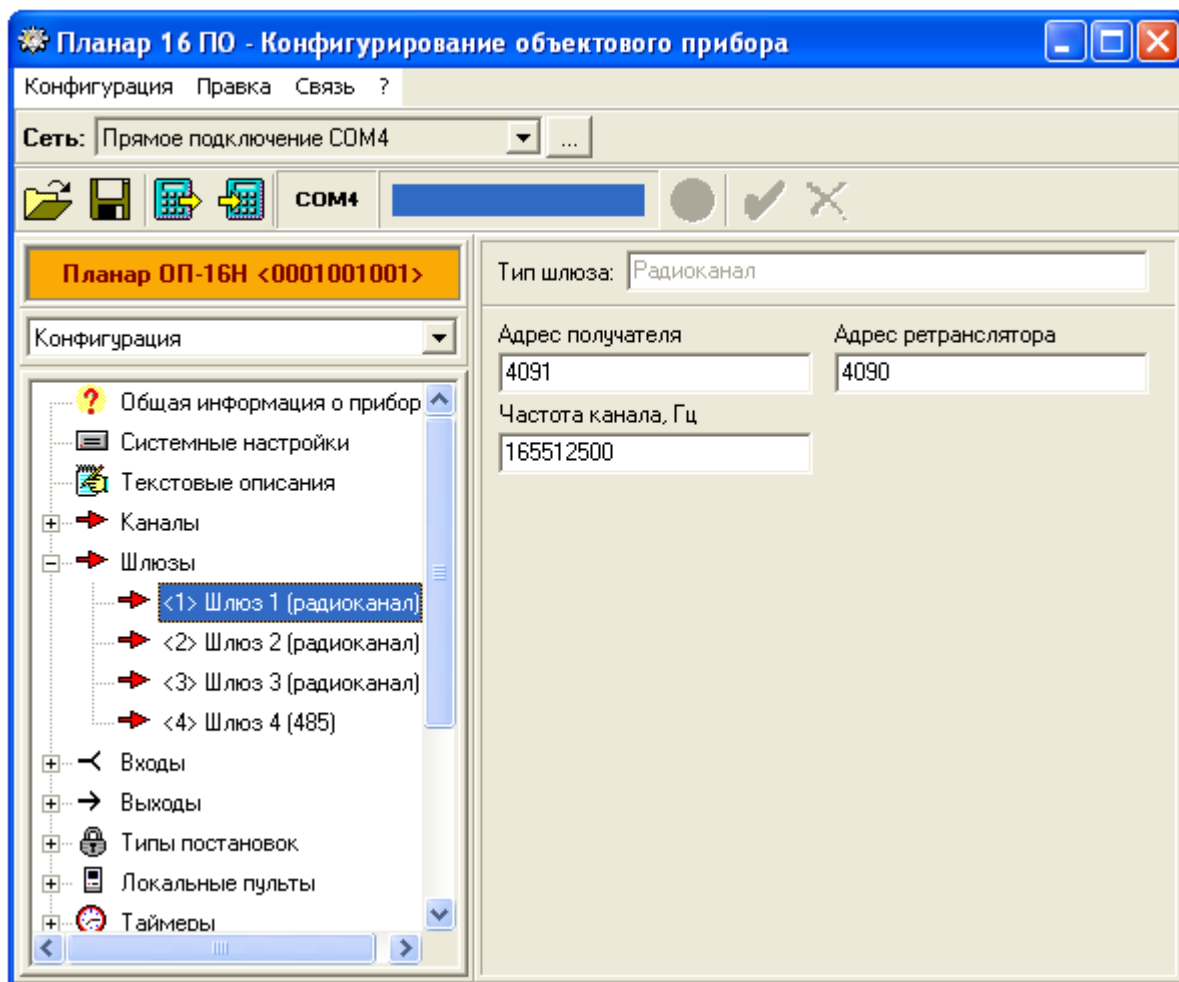 Планар 16 ПО - Конфигурирование объектового прибора
Конфигурация Правка Связь ?
Сеть: Прямое подключение COM4 ...
COM4
Планар ОП-16Н <0001001001>
Конфигурация
Общая информация о прибор
Системные настройки
Текстовые описания
Каналы
Шлюзы
<1> Шлюз 1 (радиоканал)
<2> Шлюз 2 (радиоканал)
<3> Шлюз 3 (радиоканал)
<4> Шлюз 4 (485)
Входы
Выходы
Типы постановок
Локальные пульты
Таймеры
Тип шлюза: Радиоканал
Адрес получателя
4091
Адрес ретранслятора
4090
Частота канала, Гц
165512500